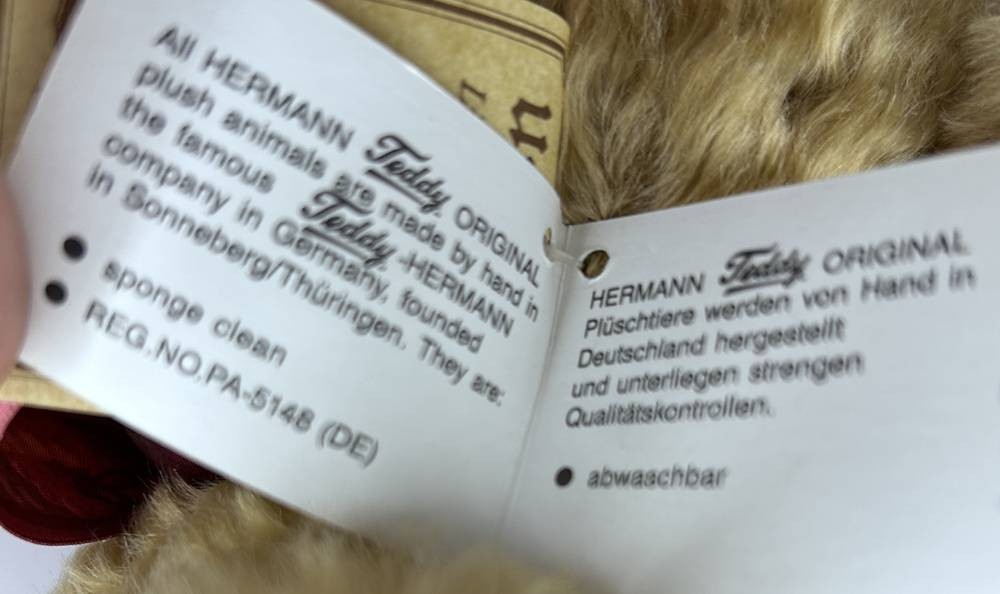 All HERMANN Teddy ORIGINAL
plush animals are made by hand in
the famous Teddy-HERMANN
company in Germany, founded
in Sonneberg/Thüringen. They are:
● sponge clean
● REG.NO.PA-5148 (DE)
n
HERMANN Teddy ORIGINAL
Plüschtiere werden von Hand in
Deutschland hergestellt
und unterliegen strengen
Qualitätskontrollen.
● abwaschbar